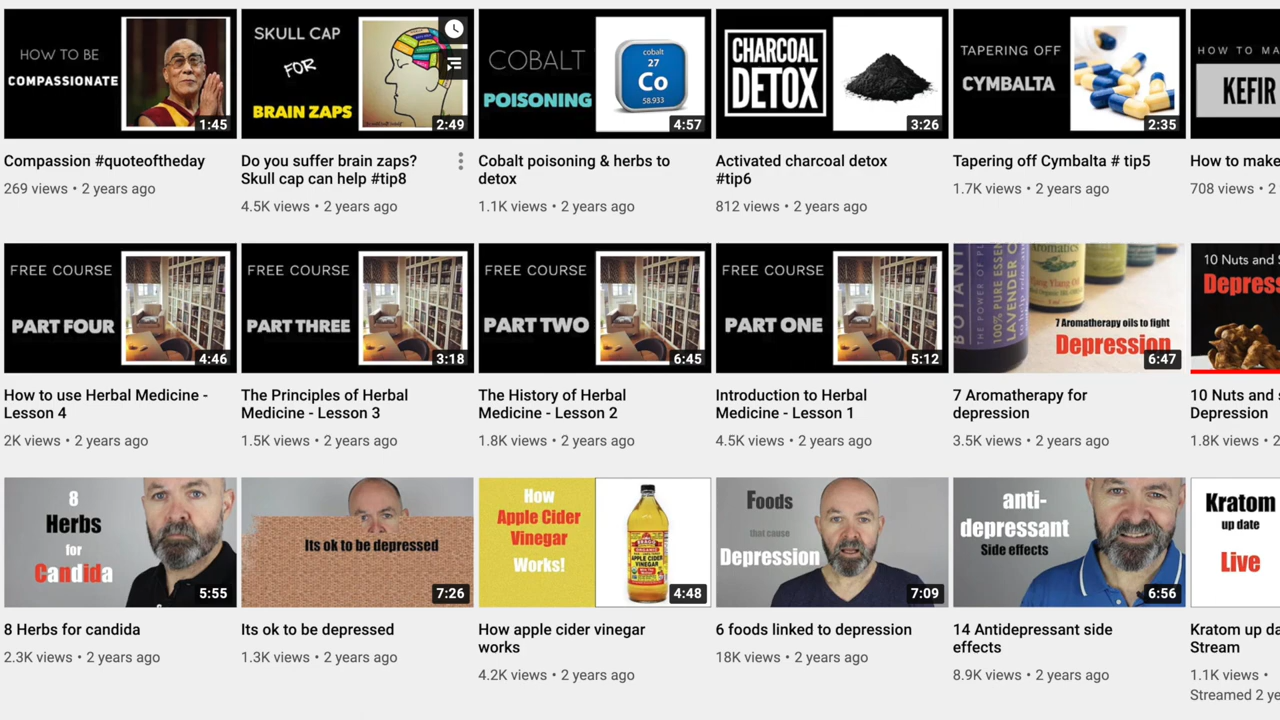 HOW TO BE
COMPASSIONATE
1:45
SKULL CAP
FOR
BRAIN ZAPS
2:49
COBALT
POISONING
cobalt
27
Co
58.933
4:57
CHARCOAL
DETOX
3:26
TAPERING OFF
CYMBALTA
2:35
HOW TO MA
KEFIR
Compassion #quoteoftheday
269 views • 2 years ago
Do you suffer brain zaps?
Skull cap can help #tip8
4.5K views • 2 years ago
Cobalt poisoning & herbs to
detox
1.1K views • 2 years ago
Activated charcoal detox
#tip6
812 views • 2 years ago
Tapering off Cymbalta # tip5
1.7K views • 2 years ago
How to make
708 views • 2
FREE COURSE
PART FOUR
4:46
FREE COURSE
PART THREE
3:18
FREE COURSE
PART TWO
6:45
FREE COURSE
PART ONE
5:12
BOTANI
THE POWER OF PL
100% PURE ESSEN
LAVENDER O
Aromatics
7 Aromatherapy oils to fight
Depression
6:47
10 Nuts and S
Depress
How to use Herbal Medicine -
Lesson 4
2K views • 2 years ago
The Principles of Herbal
Medicine - Lesson 3
1.5K views • 2 years ago
The History of Herbal
Medicine - Lesson 2
1.8K views • 2 years ago
Introduction to Herbal
Medicine - Lesson 1
4.5K views • 2 years ago
7 Aromatherapy for
depression
3.5K views • 2 years ago
10 Nuts and s
Depression
1.8K views • 2
8
Herbs
for
Candida
5:55
Its ok to be depressed
7:26
How
Apple Cider
Vinegar
Works!
BRAGG
ORGANIC
APPLE CIDER
VINEGAR
4:48
Foods
that cause
Depression
7:09
anti-
depressant
Side effects
6:56
Kratom
up date
Live
8 Herbs for candida
2.3K views • 2 years ago
Its ok to be depressed
1.3K views • 2 years ago
How apple cider vinegar
works
4.2K views • 2 years ago
6 foods linked to depression
18K views • 2 years ago
14 Antidepressant side
effects
8.9K views • 2 years ago
Kratom up da
Stream
1.1K views •
Streamed 2 ye